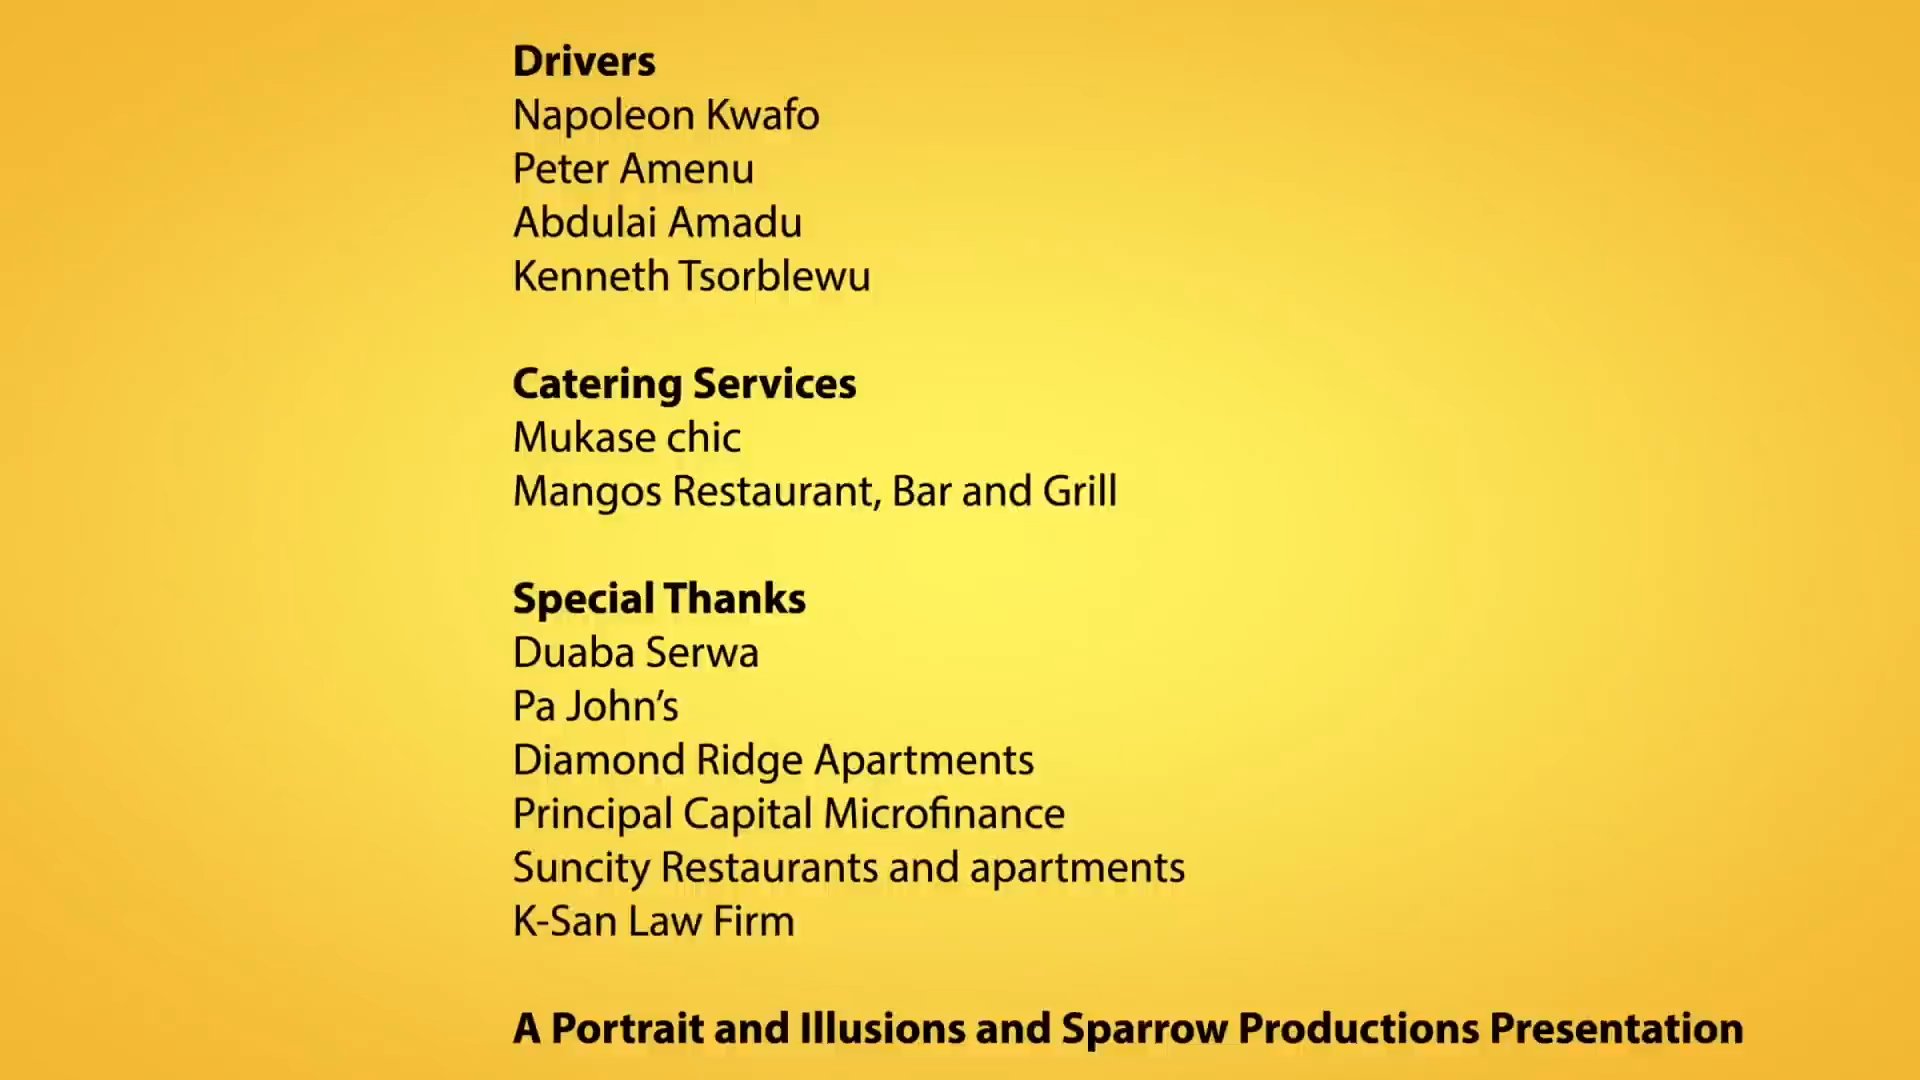 Drivers
Napoleon Kwafo
Peter Amenu
Abdulai Amadu
Kenneth Tsorblewu
Catering Services
Mukase chic
Mangos Restaurant, Bar and Grill
Special Thanks
Duaba Serwa
Pa John’s
Diamond Ridge Apartments
Principal Capital Microfinance
Suncity Restaurants and apartments
K-San Law Firm
A Portrait and Illusions and Sparrow Productions Presentation